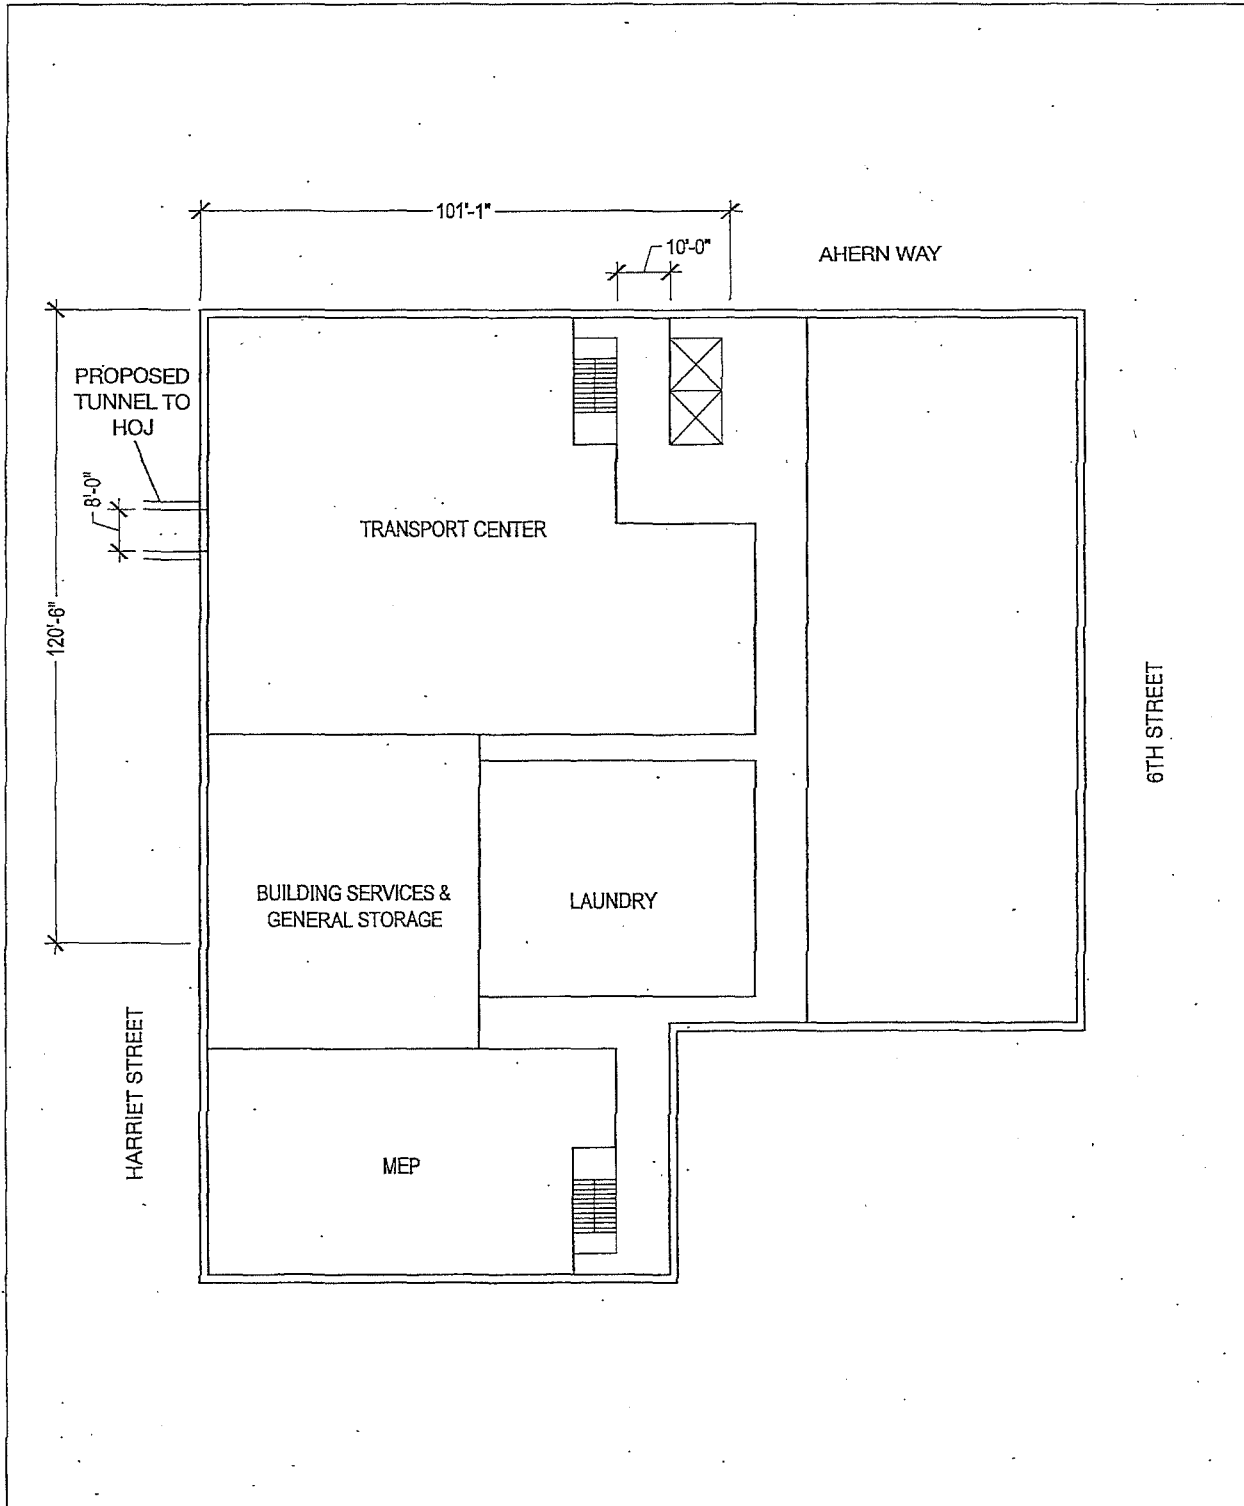 101'-1"
10'-0"
AHERN WAY
PROPOSED
TUNNEL TO
HOJ
8'-0"
TRANSPORT CENTER
120'-6"
6TH STREET
BUILDING SERVICES &
GENERAL STORAGE
LAUNDRY
HARRIET STREET
MEP